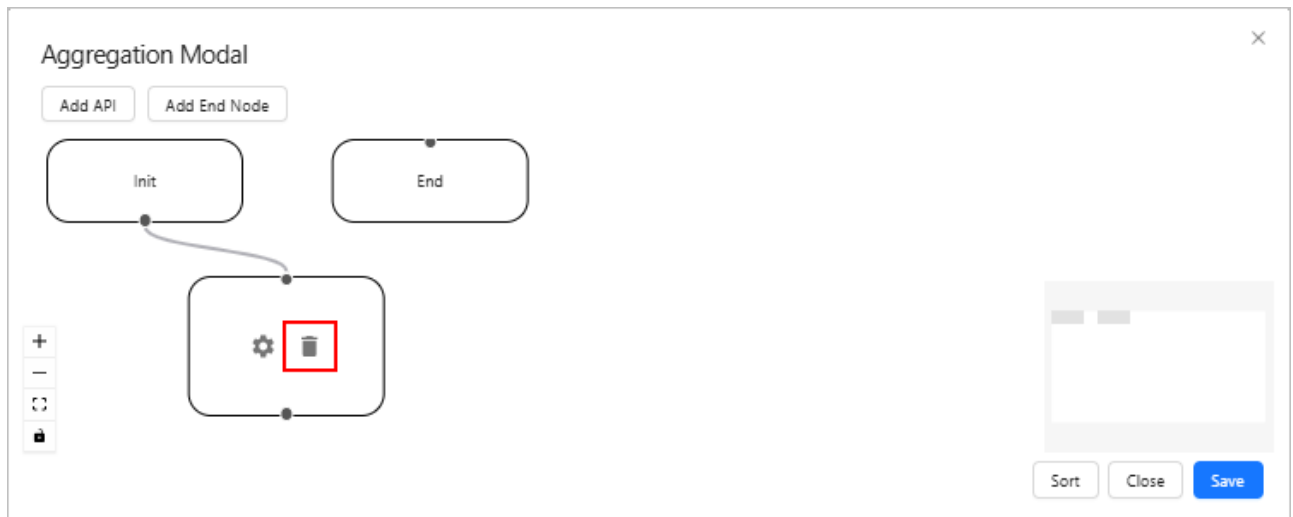 Aggregation Modal
Add API
Add End Node
Init
End
Sort
Close
Save